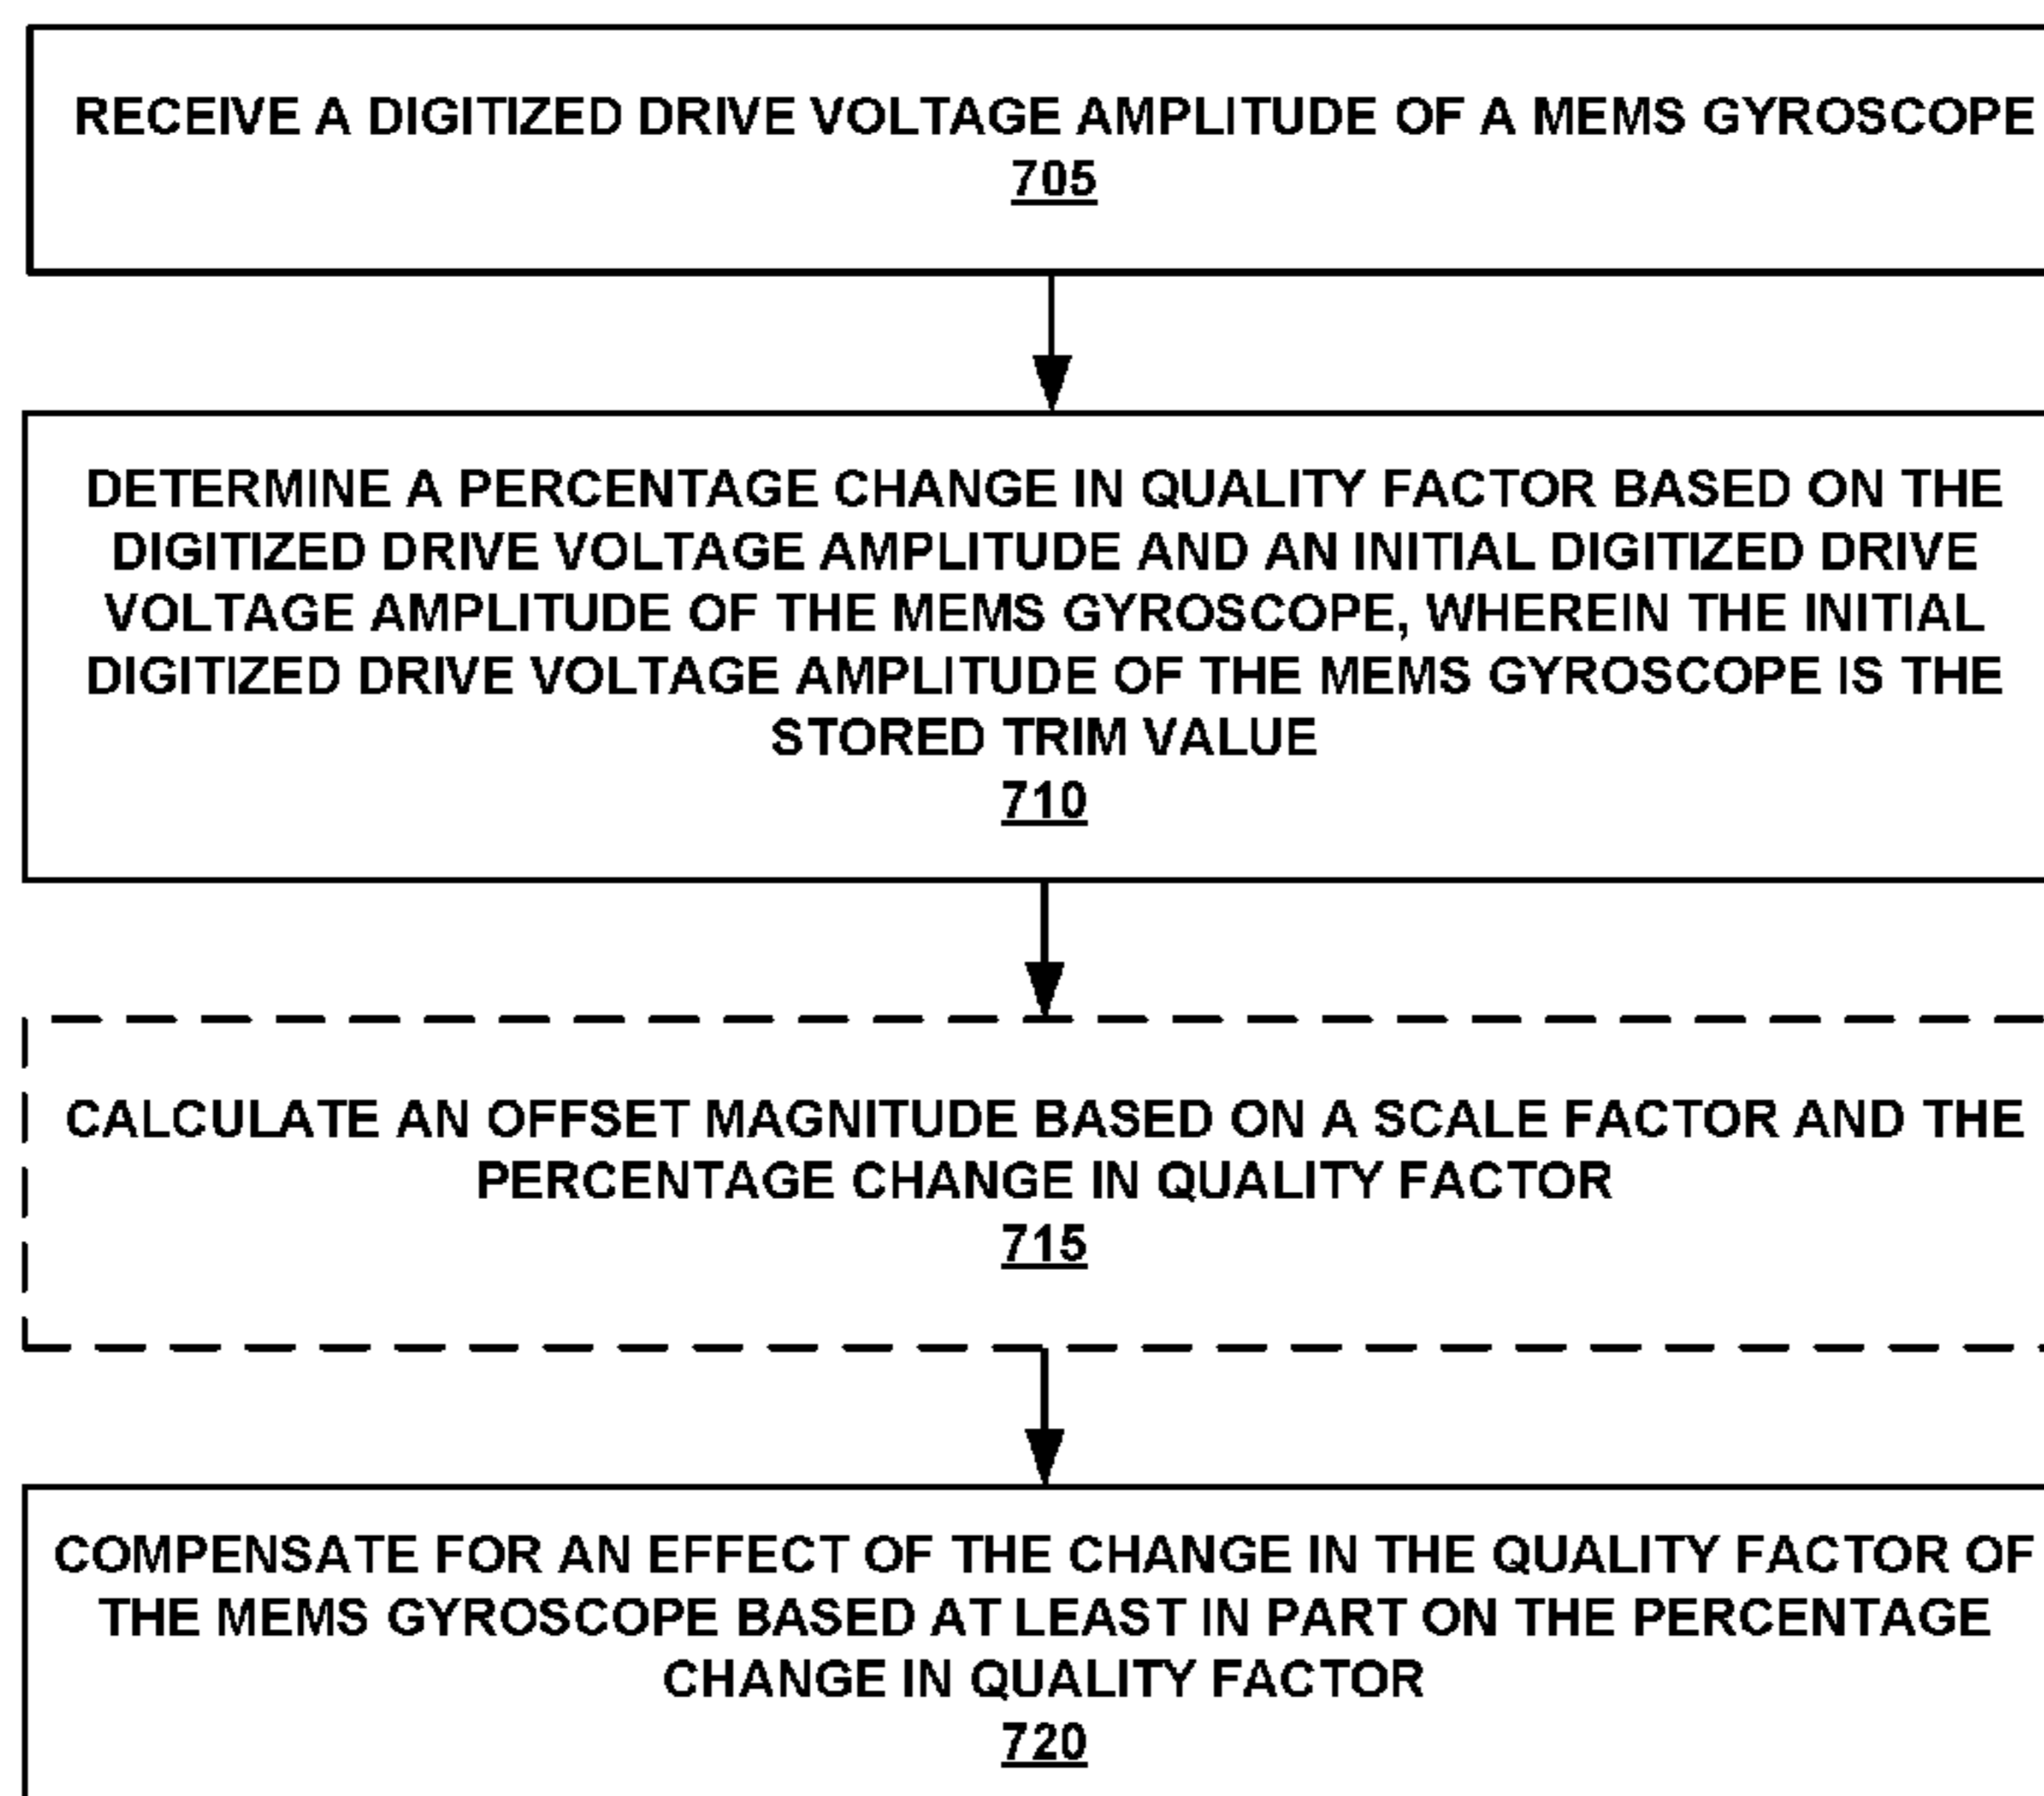 RECEIVE A DIGITIZED DRIVE VOLTAGE AMPLITUDE OF A MEMS GYROSCOPE
705
DETERMINE A PERCENTAGE CHANGE IN QUALITY FACTOR BASED ON THE
DIGITIZED DRIVE VOLTAGE AMPLITUDE AND AN INITIAL DIGITIZED DRIVE
VOLTAGE AMPLITUDE OF THE MEMS GYROSCOPE, WHEREIN THE INITIAL
DIGITIZED DRIVE VOLTAGE AMPLITUDE OF THE MEMS GYROSCOPE IS THE
STORED TRIM VALUE
710
CALCULATE AN OFFSET MAGNITUDE BASED ON A SCALE FACTOR AND THE
PERCENTAGE CHANGE IN QUALITY FACTOR
715
COMPENSATE FOR AN EFFECT OF THE CHANGE IN THE QUALITY FACTOR OF
THE MEMS GYROSCOPE BASED AT LEAST IN PART ON THE PERCENTAGE
CHANGE IN QUALITY FACTOR
720